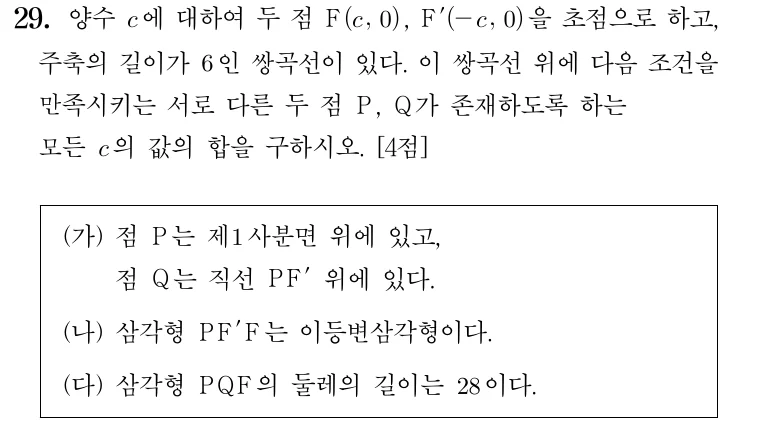 29. 양수 c에 대하여 두 점 F(c, 0), F′(−c, 0)을 초점으로 하고,
주축의 길이가 6인 쌍곡선이 있다. 이 쌍곡선 위에 다음 조건을
만족시키는 서로 다른 두 점 P, Q가 존재하도록 하는
모든 c의 값의 합을 구하시오. [4점]
(가) 점 P는 제1사분면 위에 있고,
점 Q는 직선 PF′ 위에 있다.
(나) 삼각형 PF′F는 이등변삼각형이다.
(다) 삼각형 PQF의 둘레의 길이는 28이다.